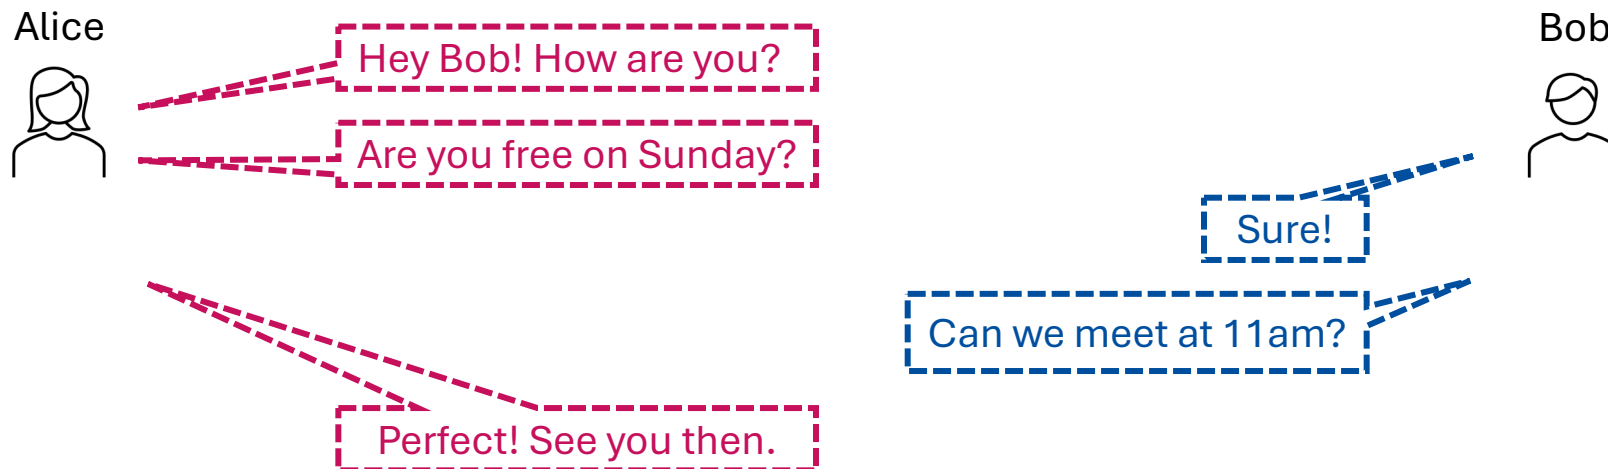 Alice
Bob
Hey Bob! How are you?
Are you free on Sunday?
Sure!
Can we meet at 11am?
Perfect! See you then.